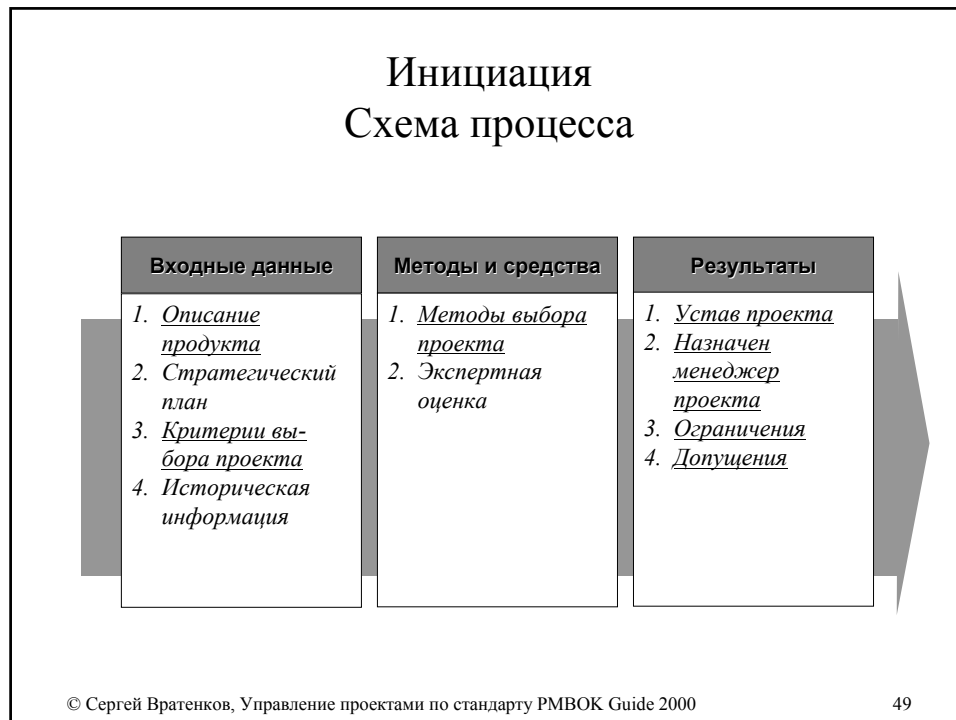 Инициация
Схема процесса
Входные данные
1. Описание
продукта
2. Стратегический
план
3. Критерии вы-
бора проекта
4. Историческая
информация
Методы и средства
1. Методы выбора
проекта
2. Экспертная
оценка
Результаты
1. Устав проекта
2. Назначен
менеджер
проекта
3. Ограничения
4. Допущения
© Сергей Вратенков, Управление проектами по стандарту PMBOK Guide 2000 49